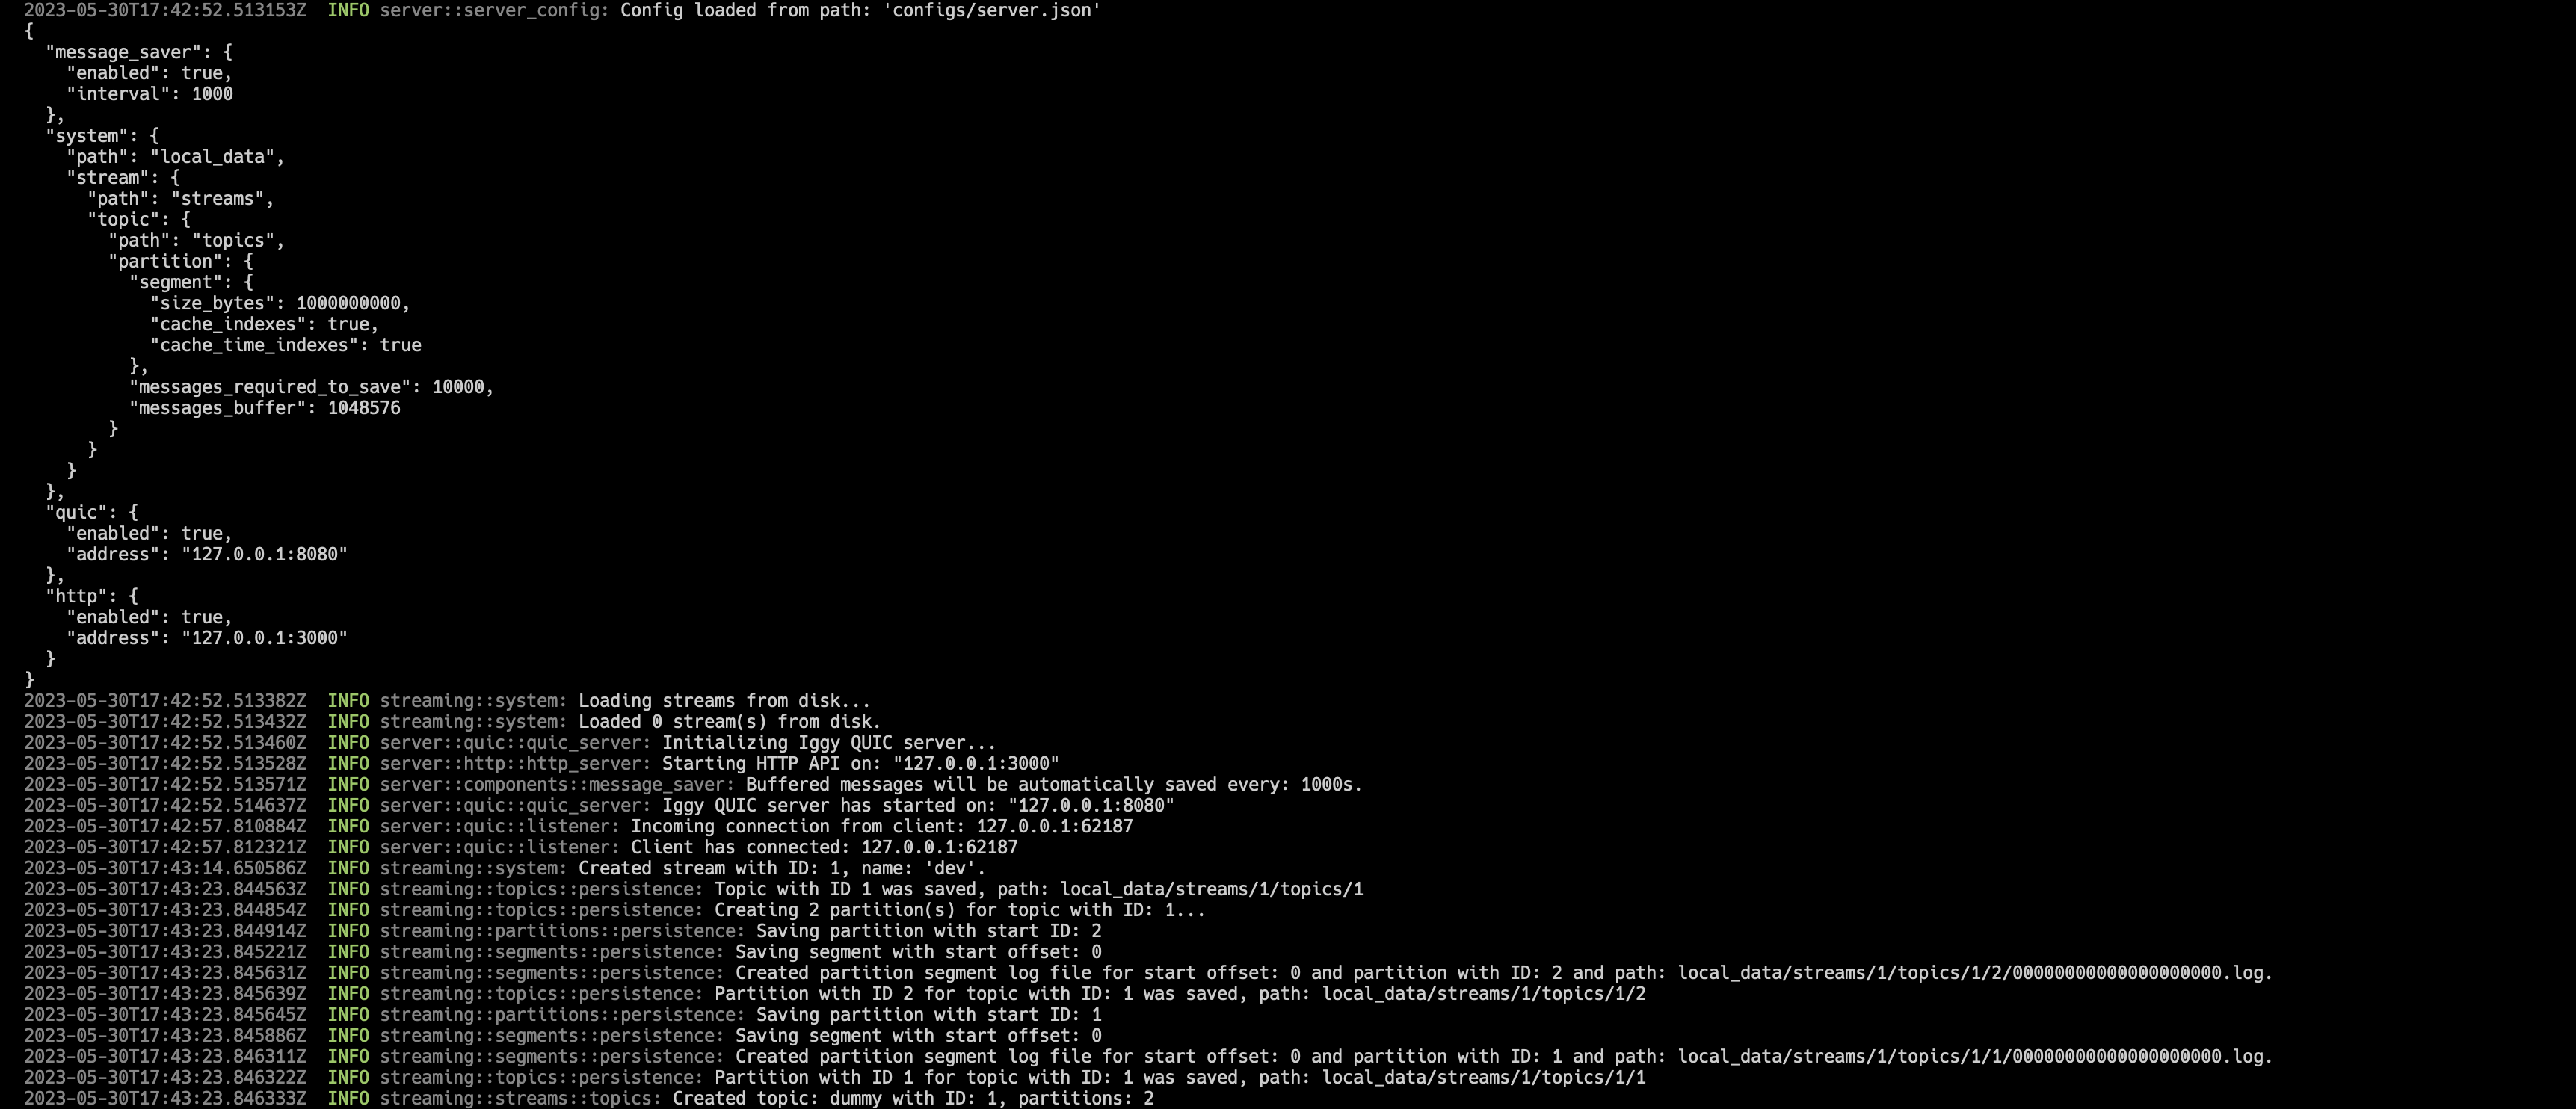 2023-05-30T17:42:52.513153Z  INFO server::server_config: Config loaded from path: 'configs/server.json'
{
  "message_saver": {
    "enabled": true,
    "interval": 1000
  },
  "system": {
    "path": "local_data",
    "stream": {
      "path": "streams",
      "topic": {
        "path": "topics",
        "partition": {
          "segment": {
            "size_bytes": 1000000000,
            "cache_indexes": true,
            "cache_time_indexes": true
          },
          "messages_required_to_save": 10000,
          "messages_buffer": 1048576
        }
      }
    }
  },
  "quic": {
    "enabled": true,
    "address": "127.0.0.1:8080"
  },
  "http": {
    "enabled": true,
    "address": "127.0.0.1:3000"
  }
}
2023-05-30T17:42:52.513382Z  INFO streaming::system: Loading streams from disk...
2023-05-30T17:42:52.513432Z  INFO streaming::system: Loaded 0 stream(s) from disk.
2023-05-30T17:42:52.513460Z  INFO server::quic::quic_server: Initializing Iggy QUIC server...
2023-05-30T17:42:52.513528Z  INFO server::http::http_server: Starting HTTP API on: "127.0.0.1:3000"
2023-05-30T17:42:52.513571Z  INFO server::components::message_saver: Buffered messages will be automatically saved every: 1000s.
2023-05-30T17:42:52.514637Z  INFO server::quic::quic_server: Iggy QUIC server has started on: "127.0.0.1:8080"
2023-05-30T17:42:57.810884Z  INFO server::quic::listener: Incoming connection from client: 127.0.0.1:62187
2023-05-30T17:42:57.812321Z  INFO server::quic::listener: Client has connected: 127.0.0.1:62187
2023-05-30T17:43:14.650586Z  INFO streaming::system: Created stream with ID: 1, name: 'dev'.
2023-05-30T17:43:23.844563Z  INFO streaming::topics::persistence: Topic with ID 1 was saved, path: local_data/streams/1/topics/1
2023-05-30T17:43:23.844854Z  INFO streaming::topics::persistence: Creating 2 partition(s) for topic with ID: 1...
2023-05-30T17:43:23.844914Z  INFO streaming::partitions::persistence: Saving partition with start ID: 2
2023-05-30T17:43:23.845221Z  INFO streaming::segments::persistence: Saving segment with start offset: 0
2023-05-30T17:43:23.845631Z  INFO streaming::segments::persistence: Created partition segment log file for start offset: 0 and partition with ID: 2 and path: local_data/streams/1/topics/1/2/00000000000000000000.log.
2023-05-30T17:43:23.845639Z  INFO streaming::topics::persistence: Partition with ID 2 for topic with ID: 1 was saved, path: local_data/streams/1/topics/1/2
2023-05-30T17:43:23.845645Z  INFO streaming::partitions::persistence: Saving partition with start ID: 1
2023-05-30T17:43:23.845886Z  INFO streaming::segments::persistence: Saving segment with start offset: 0
2023-05-30T17:43:23.846311Z  INFO streaming::segments::persistence: Created partition segment log file for start offset: 0 and partition with ID: 1 and path: local_data/streams/1/topics/1/1/00000000000000000000.log.
2023-05-30T17:43:23.846322Z  INFO streaming::topics::persistence: Partition with ID 1 for topic with ID: 1 was saved, path: local_data/streams/1/topics/1/1
2023-05-30T17:43:23.846333Z  INFO streaming::streams::topics: Created topic: dummy with ID: 1, partitions: 2